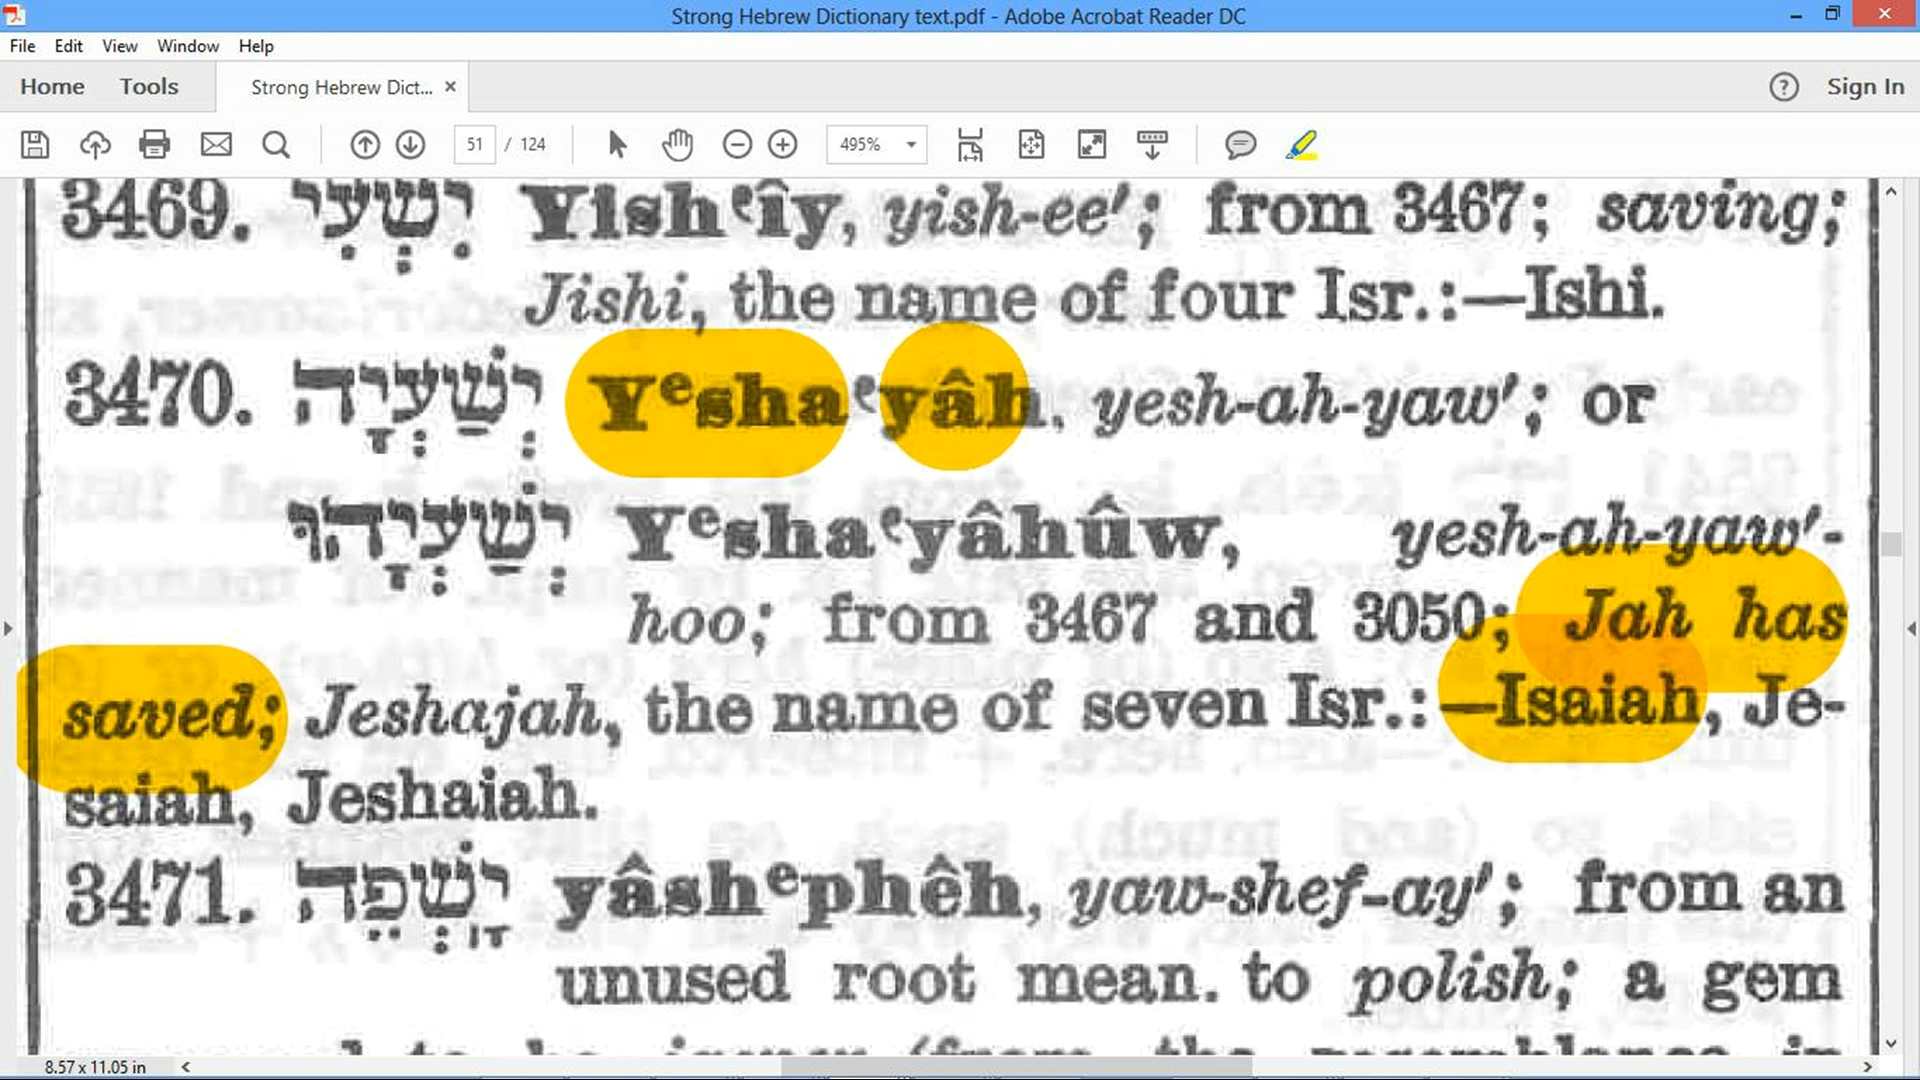 Strong Hebrew Dictionary text.pdf - Adobe Acrobat Reader DC
File Edit View Window Help
Home Tools Strong Hebrew Dict... × ? Sign In
51 / 124 495%
3469. יִשְׁעִי Yishʻîy, yish-ee'; from 3467; saving;
Jishi, the name of four Isr.:—Ishi.
3470. יְשַׁעְיָה Yᵉshaʻyâh, yesh-ah-yaw'; or
יְשַׁעְיָהוּ Yᵉshaʻyâhûw, yesh-ah-yaw'-
hoo; from 3467 and 3050; Jah has
saved; Jeshajah, the name of seven Isr.:—Isaiah, Je-
saiah, Jeshaiah.
3471. יָשְׁפֵה yâshᵉphêh, yaw-shef-ay'; from an
unused root mean. to polish; a gem
8.57 x 11.05 in